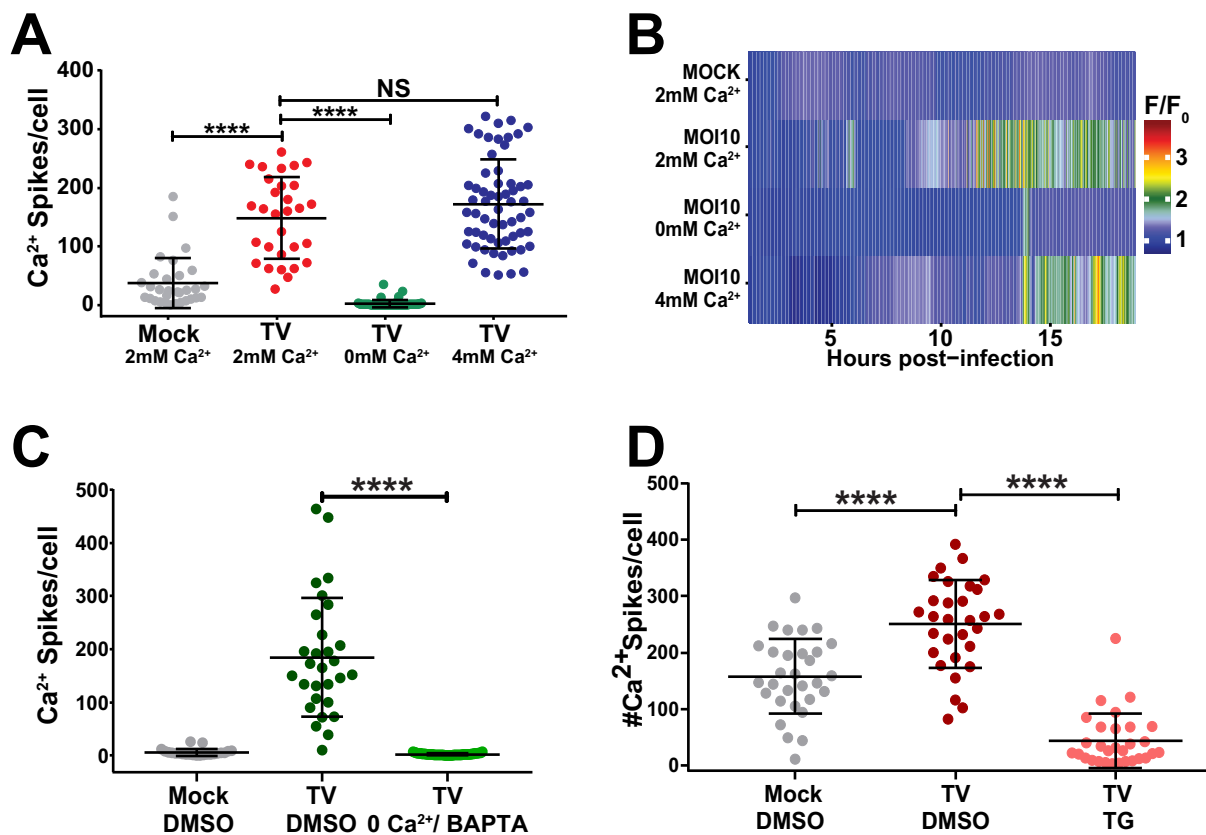 A
Ca²⁺ Spikes/cell
400
300
200
100
0
****
****
NS
Mock
2mM Ca²⁺
TV
2mM Ca²⁺
TV
0mM Ca²⁺
TV
4mM Ca²⁺
B
MOCK
2mM Ca²⁺
MOI10
2mM Ca²⁺
MOI10
0mM Ca²⁺
MOI10
4mM Ca²⁺
5
10
15
Hours post−infection
F/F₀
3
2
1
C
Ca²⁺ Spikes/cell
500
400
300
200
100
0
****
Mock
DMSO
TV
DMSO
TV
0 Ca²⁺/ BAPTA
D
#Ca²⁺Spikes/cell
500
400
300
200
100
0
****
****
Mock
DMSO
TV
DMSO
TV
TG